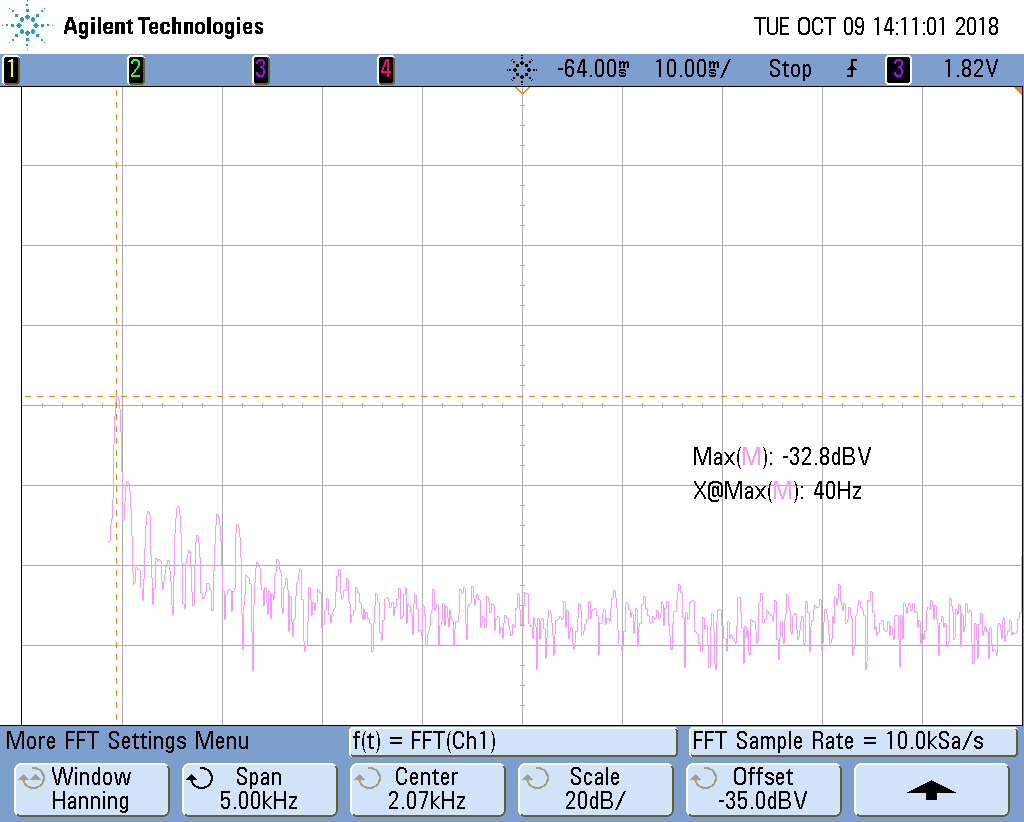 Agilent Technologies TUE OCT 09 14:11:01 2018
1 2 3 4 -64.00ms 10.00ms/ Stop 3 1.82V
Max(M): -32.8dBV
X@Max(M): 40Hz
More FFT Settings Menu f(t) = FFT(Ch1) FFT Sample Rate = 10.0kSa/s
Window Span Center Scale Offset
Hanning 5.00kHz 2.07kHz 20dB/ -35.0dBV